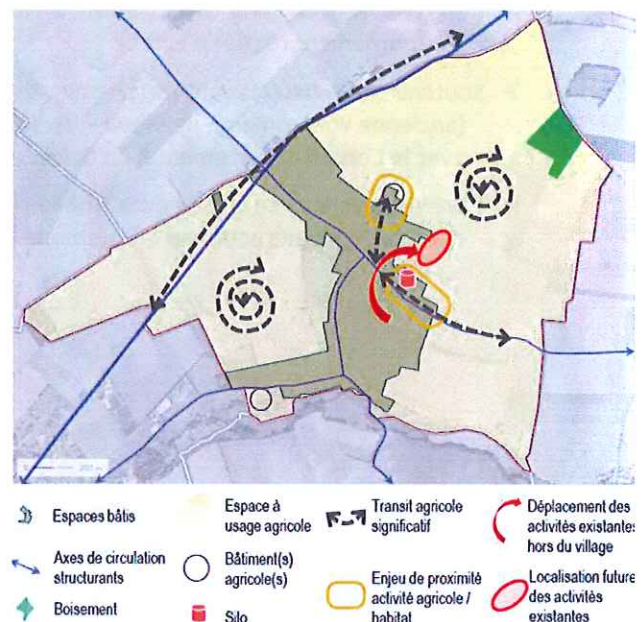 Espaces bâtis
Espace à
usage agricole
Transit agricole
significatif
Déplacement des
activités existantes
hors du village
Axes de circulation
structurants
Bâtiment(s)
agricole(s)
Enjeu de proximité
activité agricole /
habitat
Localisation future
des activités
existantes
Boisement
Silo